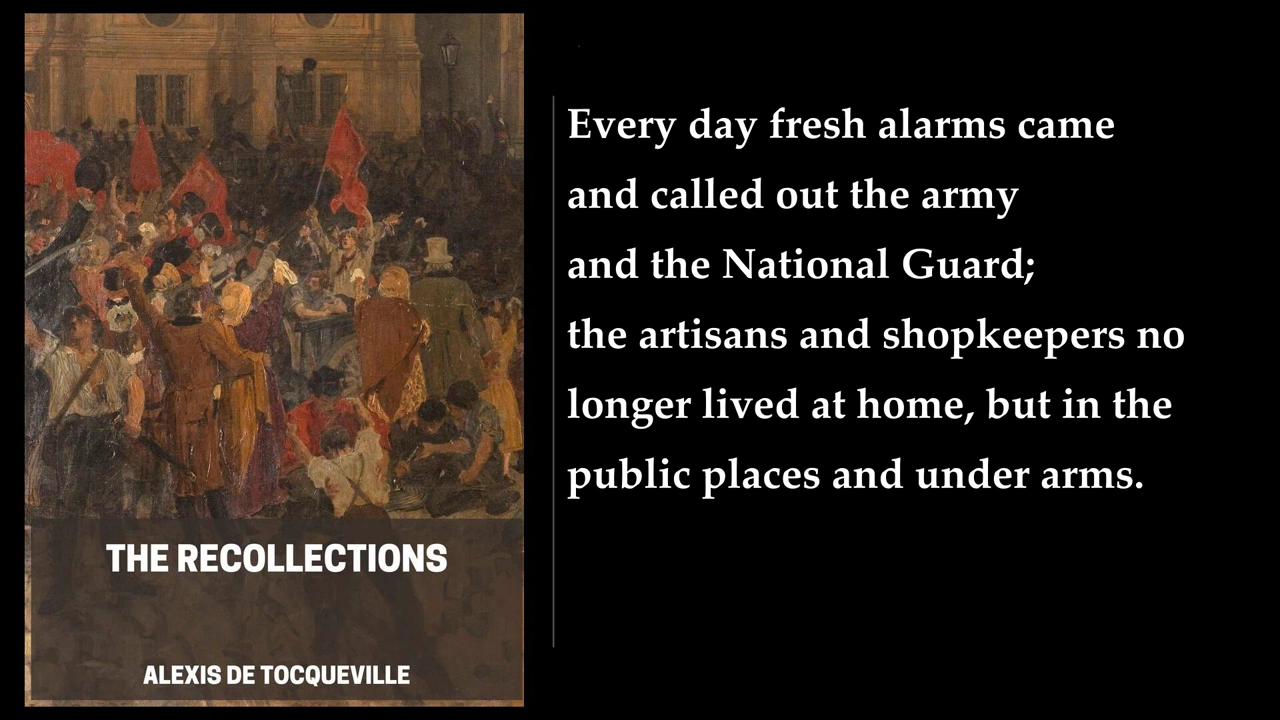 THE RECOLLECTIONS
ALEXIS DE TOCQUEVILLE
Every day fresh alarms came
and called out the army
and the National Guard;
the artisans and shopkeepers no
longer lived at home, but in the
public places and under arms.